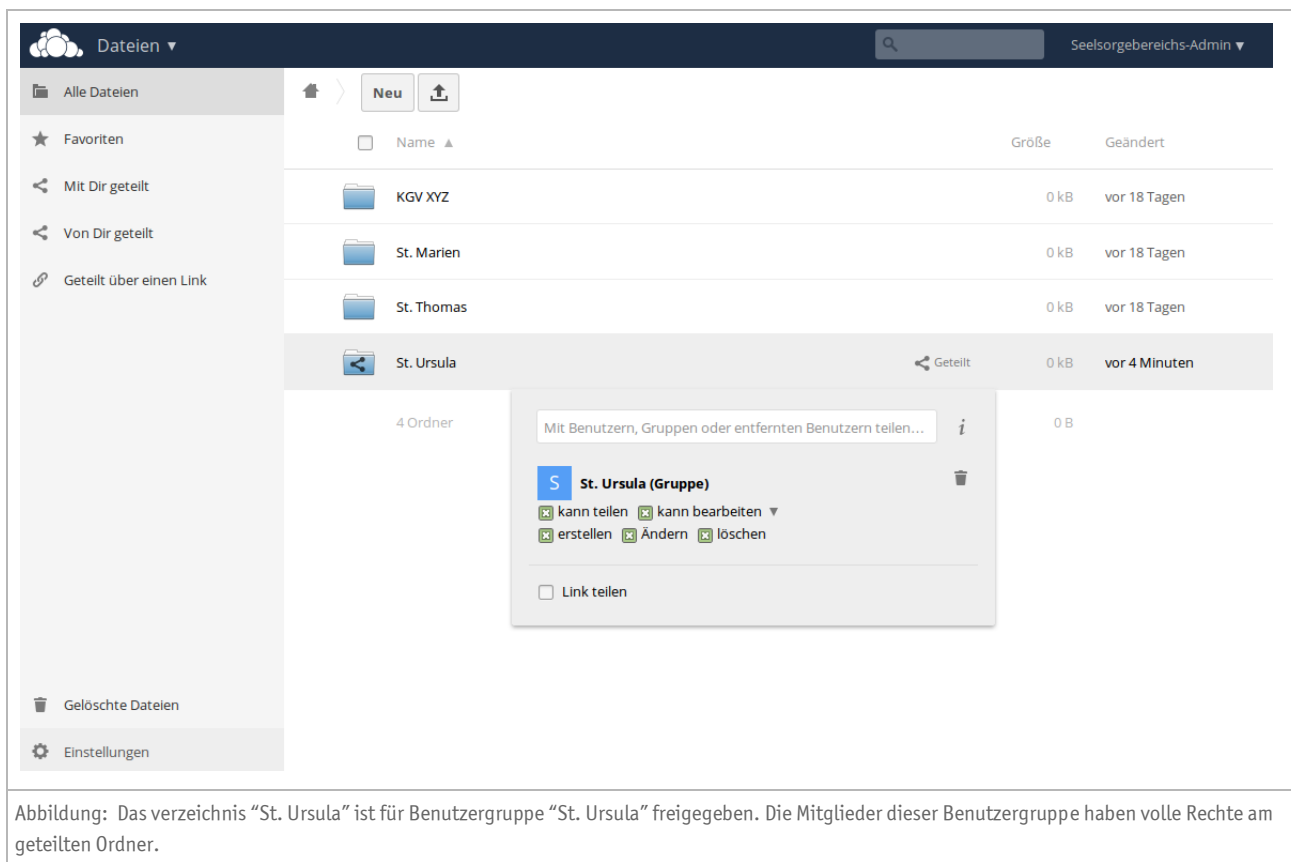 Dateien ▼ Seelsorgebereichs-Admin ▼
Alle Dateien Neu
Favoriten Name ▲ Größe Geändert
Mit Dir geteilt KGV XYZ 0 kB vor 18 Tagen
Von Dir geteilt St. Marien 0 kB vor 18 Tagen
Geteilt über einen Link St. Thomas 0 kB vor 18 Tagen
St. Ursula Geteilt 0 kB vor 4 Minuten
4 Ordner 0 B
Mit Benutzern, Gruppen oder entfernten Benutzern teilen… i
S St. Ursula (Gruppe)
kann teilen kann bearbeiten ▼
erstellen Ändern löschen
Link teilen
Gelöschte Dateien
Einstellungen
Abbildung: Das verzeichnis “St. Ursula” ist für Benutzergruppe “St. Ursula” freigegeben. Die Mitglieder dieser Benutzergruppe haben volle Rechte am
geteilten Ordner.